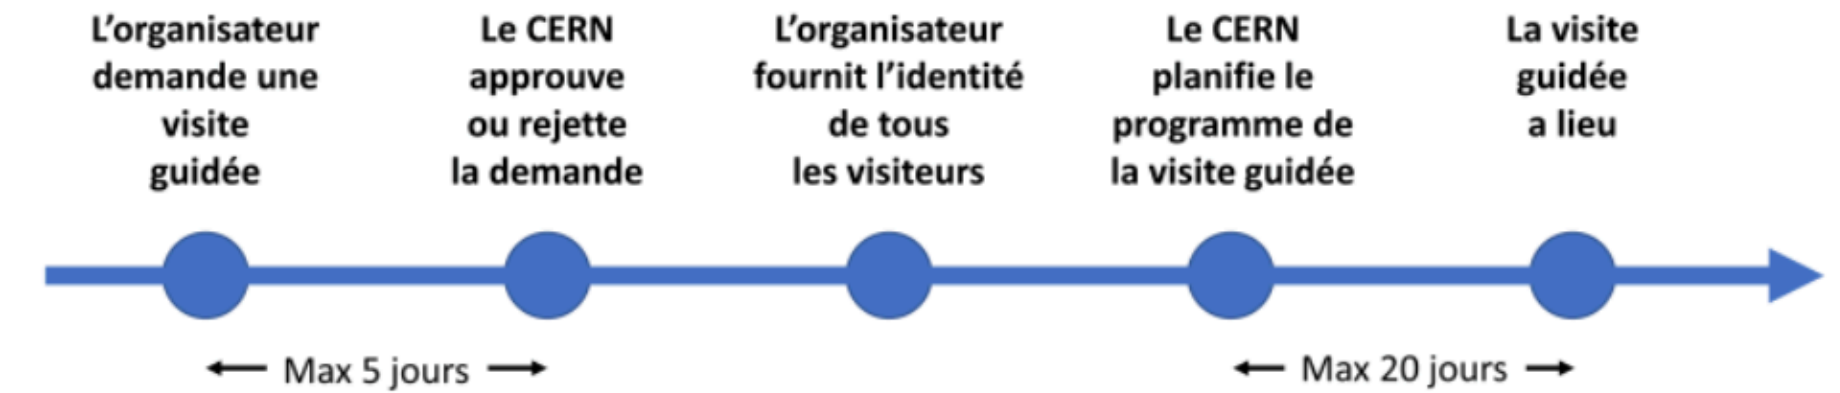 L’organisateur
demande une
visite
guidée
Le CERN
approuve
ou rejette
la demande
L’organisateur
fournit l’identité
de tous
les visiteurs
Le CERN
planifie le
programme de
la visite guidée
La visite
guidée
a lieu
Max 5 jours
Max 20 jours